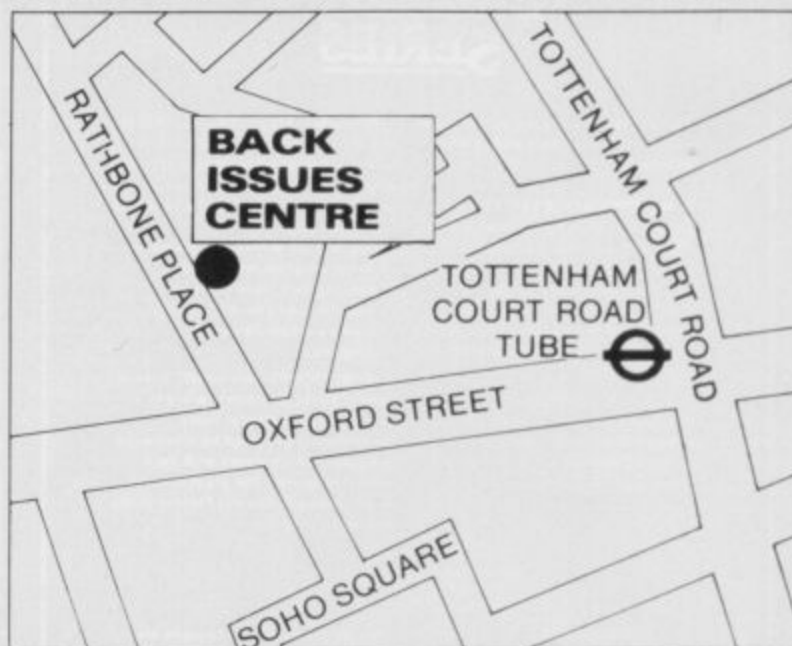 TOTTENHAM COURT ROAD
RATHBONE PLACE
BACK
ISSUES
CENTRE
TOTTENHAM
COURT ROAD
TUBE
OXFORD STREET
SOHO SQUARE